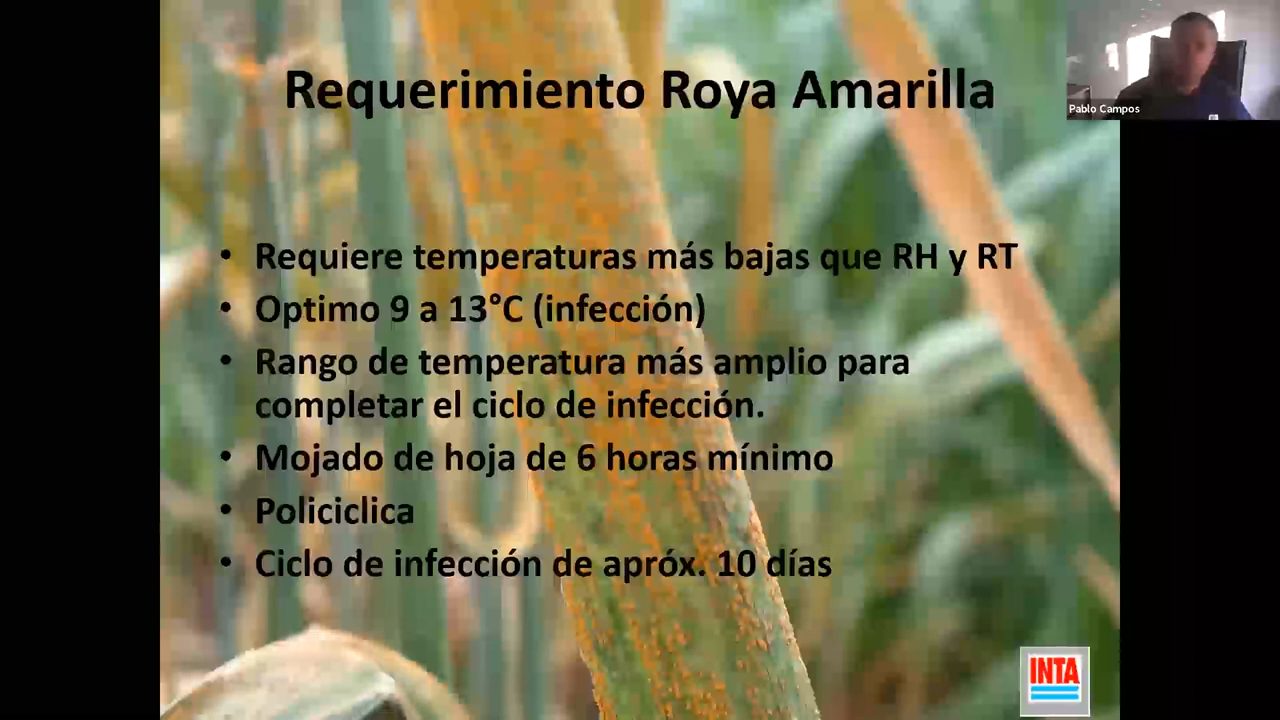 Requerimiento Roya Amarilla
Pablo Campos
• Requiere temperaturas más bajas que RH y RT
• Optimo 9 a 13°C (infección)
• Rango de temperatura más amplio para
completar el ciclo de infección.
• Mojado de hoja de 6 horas mínimo
• Policiclica
• Ciclo de infección de apróx. 10 días
INTA